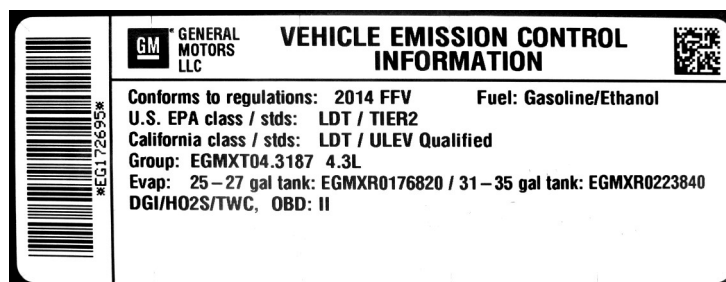 *EG172695*
GM
GENERAL
MOTORS
LLC
VEHICLE EMISSION CONTROL
INFORMATION
Conforms to regulations: 2014 FFV Fuel: Gasoline/Ethanol
U.S. EPA class / stds: LDT / TIER2
California class / stds: LDT / ULEV Qualified
Group: EGMXT04.3187 4.3L
Evap: 25-27 gal tank: EGMXR0176820 / 31-35 gal tank: EGMXR0223840
DGI/HO2S/TWC, OBD: II